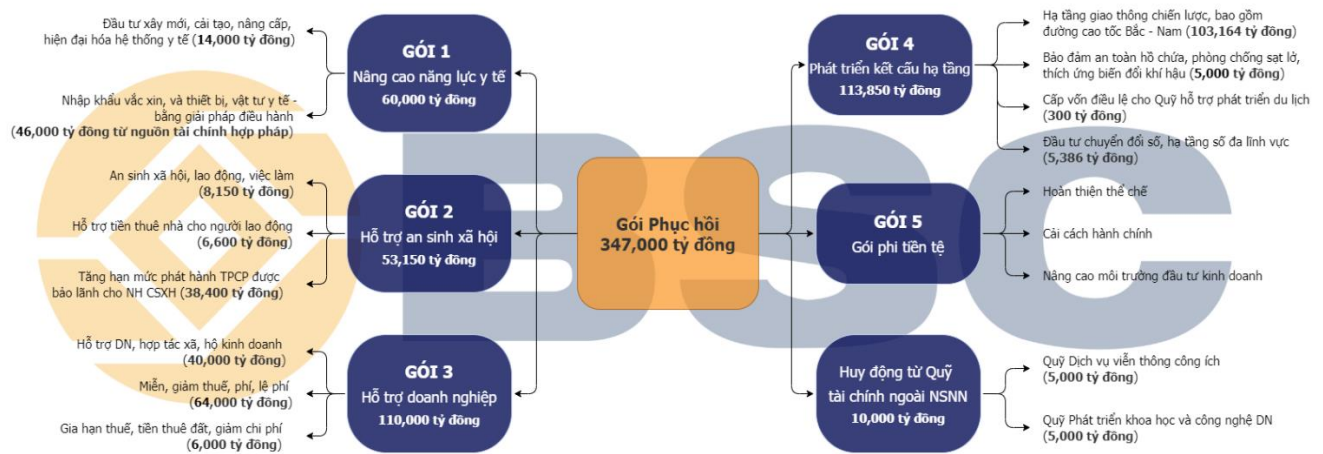 Đầu tư xây mới, cải tạo, nâng cấp,
hiện đại hóa hệ thống y tế (14,000 tỷ đồng)
Nhập khẩu vắc xin, và thiết bị, vật tư y tế -
bằng giải pháp điều hành
(46,000 tỷ đồng từ nguồn tài chính hợp pháp)
GÓI 1
Nâng cao năng lực y tế
60,000 tỷ đồng
An sinh xã hội, lao động, việc làm
(8,150 tỷ đồng)
Hỗ trợ tiền thuê nhà cho người lao động
(6,600 tỷ đồng)
Tăng hạn mức phát hành TPCP được
bảo lãnh cho NH CSXH (38,400 tỷ đồng)
GÓI 2
Hỗ trợ an sinh xã hội
53,150 tỷ đồng
Hỗ trợ DN, hợp tác xã, hộ kinh doanh
(40,000 tỷ đồng)
Miễn, giảm thuế, phí, lệ phí
(64,000 tỷ đồng)
Gia hạn thuế, tiền thuê đất, giảm chi phí
(6,000 tỷ đồng)
GÓI 3
Hỗ trợ doanh nghiệp
110,000 tỷ đồng
Gói Phục hồi
347,000 tỷ đồng
GÓI 4
Phát triển kết cấu hạ tầng
113,850 tỷ đồng
Hạ tầng giao thông chiến lược, bao gồm
đường cao tốc Bắc - Nam (103,164 tỷ đồng)
Bảo đảm an toàn hồ chứa, phòng chống sạt lở,
thích ứng biến đổi khí hậu (5,000 tỷ đồng)
Cấp vốn điều lệ cho Quỹ hỗ trợ phát triển du lịch
(300 tỷ đồng)
Đầu tư chuyển đổi số, hạ tầng số đa lĩnh vực
(5,386 tỷ đồng)
GÓI 5
Gói phi tiền tệ
Hoàn thiện thể chế
Cải cách hành chính
Nâng cao môi trường đầu tư kinh doanh
Huy động từ Quỹ
tài chính ngoài NSNN
10,000 tỷ đồng
Quỹ Dịch vụ viễn thông công ích
(5,000 tỷ đồng)
Quỹ Phát triển khoa học và công nghệ DN
(5,000 tỷ đồng)
BSC